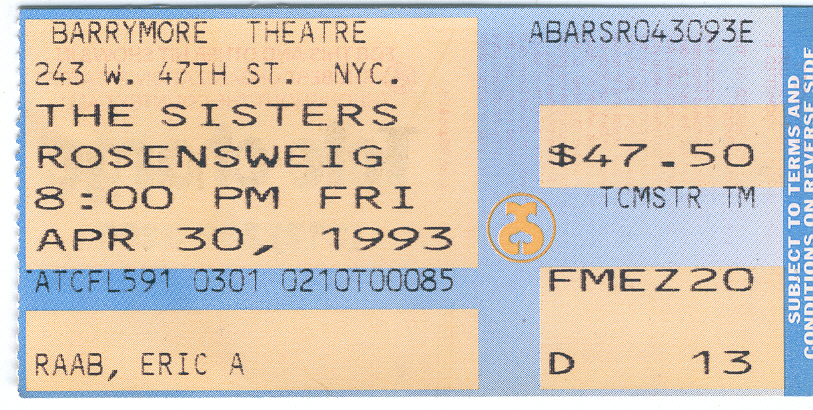 BARRYMORE THEATRE
243 W. 47TH ST. NYC.
THE SISTERS
ROSENSWEIG
8:00 PM FRI
APR 30, 1993
ATCFL591 0301 0210T00085
RAAB, ERIC A
ABARSR043093E
$47.50
TCMSTR TM
FMEZ20
D 13
SUBJECT TO TERMS AND
CONDITIONS ON REVERSE SIDE